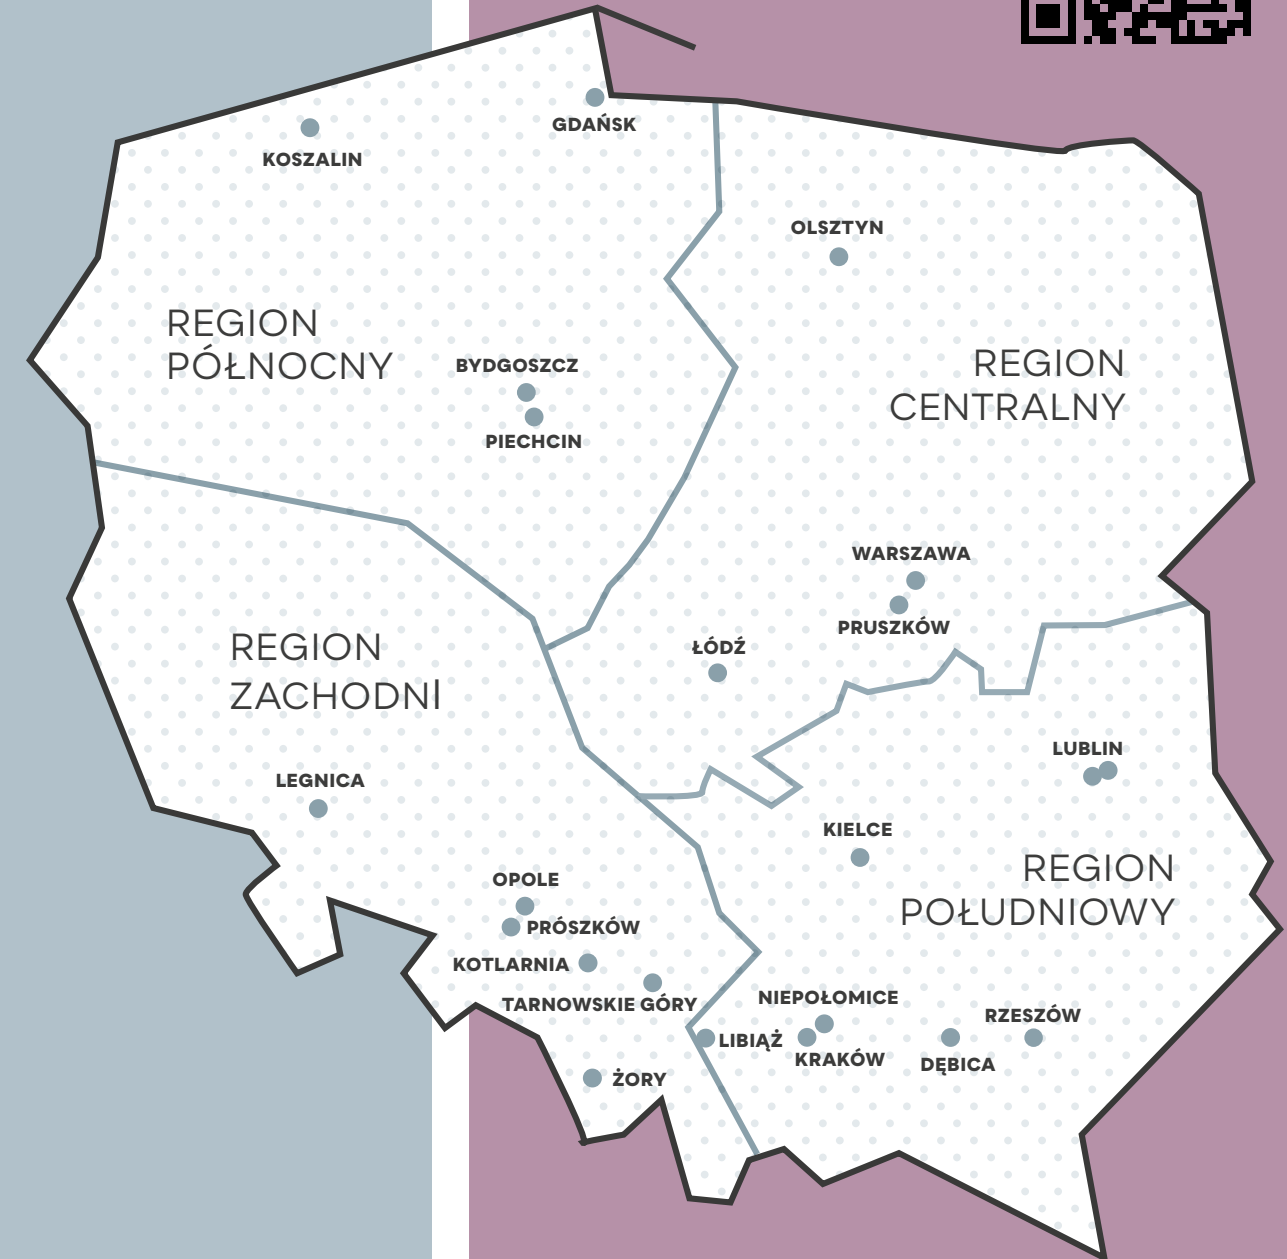 GDAŃSK
KOSZALIN
OLSZTYN
REGION
PÓŁNOCNY
BYDGOSZCZ
PIECHCIN
REGION
CENTRALNY
WARSZAWA
PRUSZKÓW
ŁÓDŹ
REGION
ZACHODNI
LEGNICA
LUBLIN
KIELCE
REGION
POŁUDNIOWY
OPOLE
PRÓSZKÓW
KOTLARNIA
TARNOWSKIE GÓRY
NIEPOŁOMICE
RZESZÓW
LIBIĄŻ
KRAKÓW
DĘBICA
ŻORY